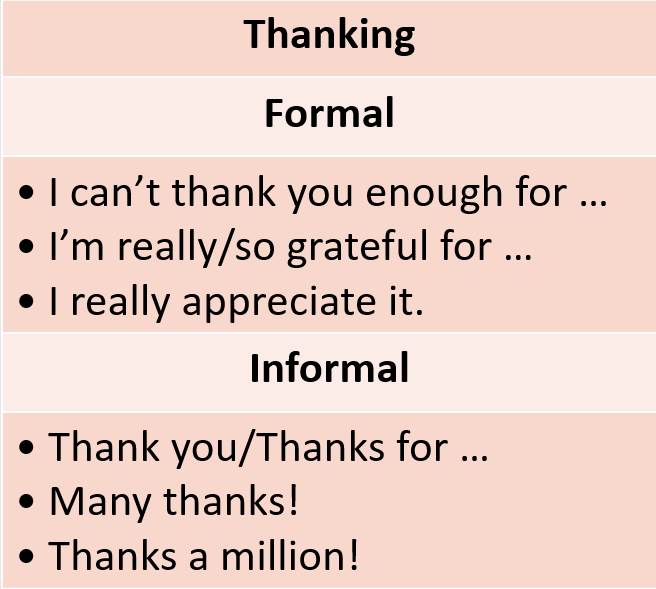 Thanking
Formal
• I can’t thank you enough for …
• I’m really/so grateful for …
• I really appreciate it.
Informal
• Thank you/Thanks for …
• Many thanks!
• Thanks a million!